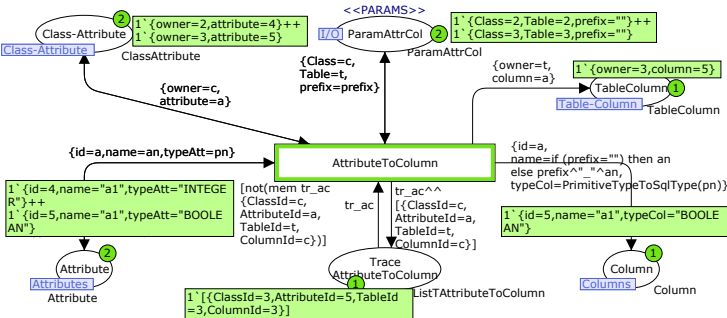 <<PARAMS>>
2
Class-Attribute
1`{owner=2,attribute=4}++
1`{owner=3,attribute=5}
Class-Attribute
ClassAttribute
I/O
ParamAttrCol
2
1`{Class=2,Table=2,prefix=""}++
1`{Class=3,Table=3,prefix=""}
ParamAttrCol
{Class=c,
Table=t,
prefix=prefix}
{owner=c,
attribute=a}
{owner=t,
column=a}
1`{owner=3,column=5}
TableColumn
1
Table-Column
TableColumn
{id=a,name=an,typeAtt=pn}
AttributeToColumn
{id=a,
name=if (prefix="") then an
else prefix^"_"^an,
typeCol=PrimitiveTypeToSqlType(pn)}
1`{id=4,name="a1",typeAtt="INTEGE
R"}++
1`{id=5,name="a1",typeAtt="BOOLE
AN"}
[not(mem tr_ac
{ClassId=c,
AttributeId=a,
TableId=t,
ColumnId=c})]
tr_ac
tr_ac^^
[{ClassId=c,
AttributeId=a,
TableId=t,
ColumnId=c}]
1`{id=5,name="a1",typeCol="BOOLE
AN"}
2
Attribute
Attributes
Attribute
Trace
AttributeToColumn
1
ListTAttributeToColumn
1`[{ClassId=3,AttributeId=5,TableId
=3,ColumnId=3}]
1
Column
Columns
Column